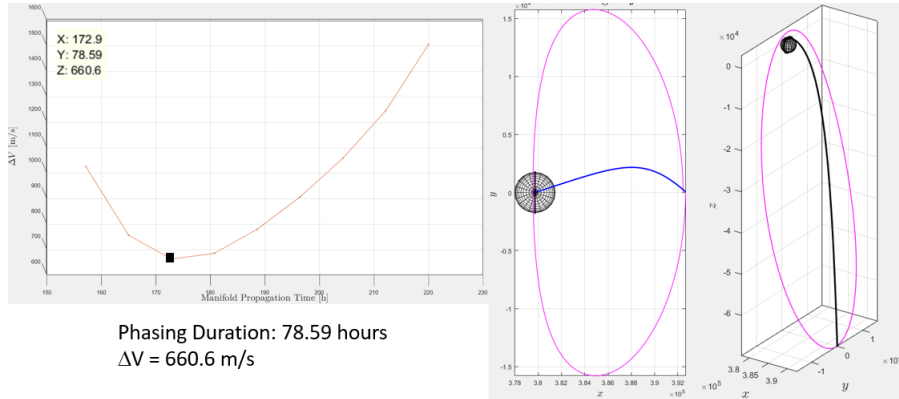 1600
1500
1400
1300
1200
1100
1000
900
800
700
600
ΔV [m/s]
X: 172.9
Y: 78.59
Z: 660.6
150 160 170 180 190 200 210 220 230
Manifold Propagation Time [h]
Phasing Duration: 78.59 hours
ΔV = 660.6 m/s
1.5
1
0.5
0
-0.5
-1
-1.5
y
3.78 3.8 3.82 3.84 3.86 3.88 3.9 3.92
×10⁵
x
×10⁴
0
-1
-2
-3
-4
-5
-6
z
3.8
3.85
3.9
×10⁵
x
-1
0
1
y